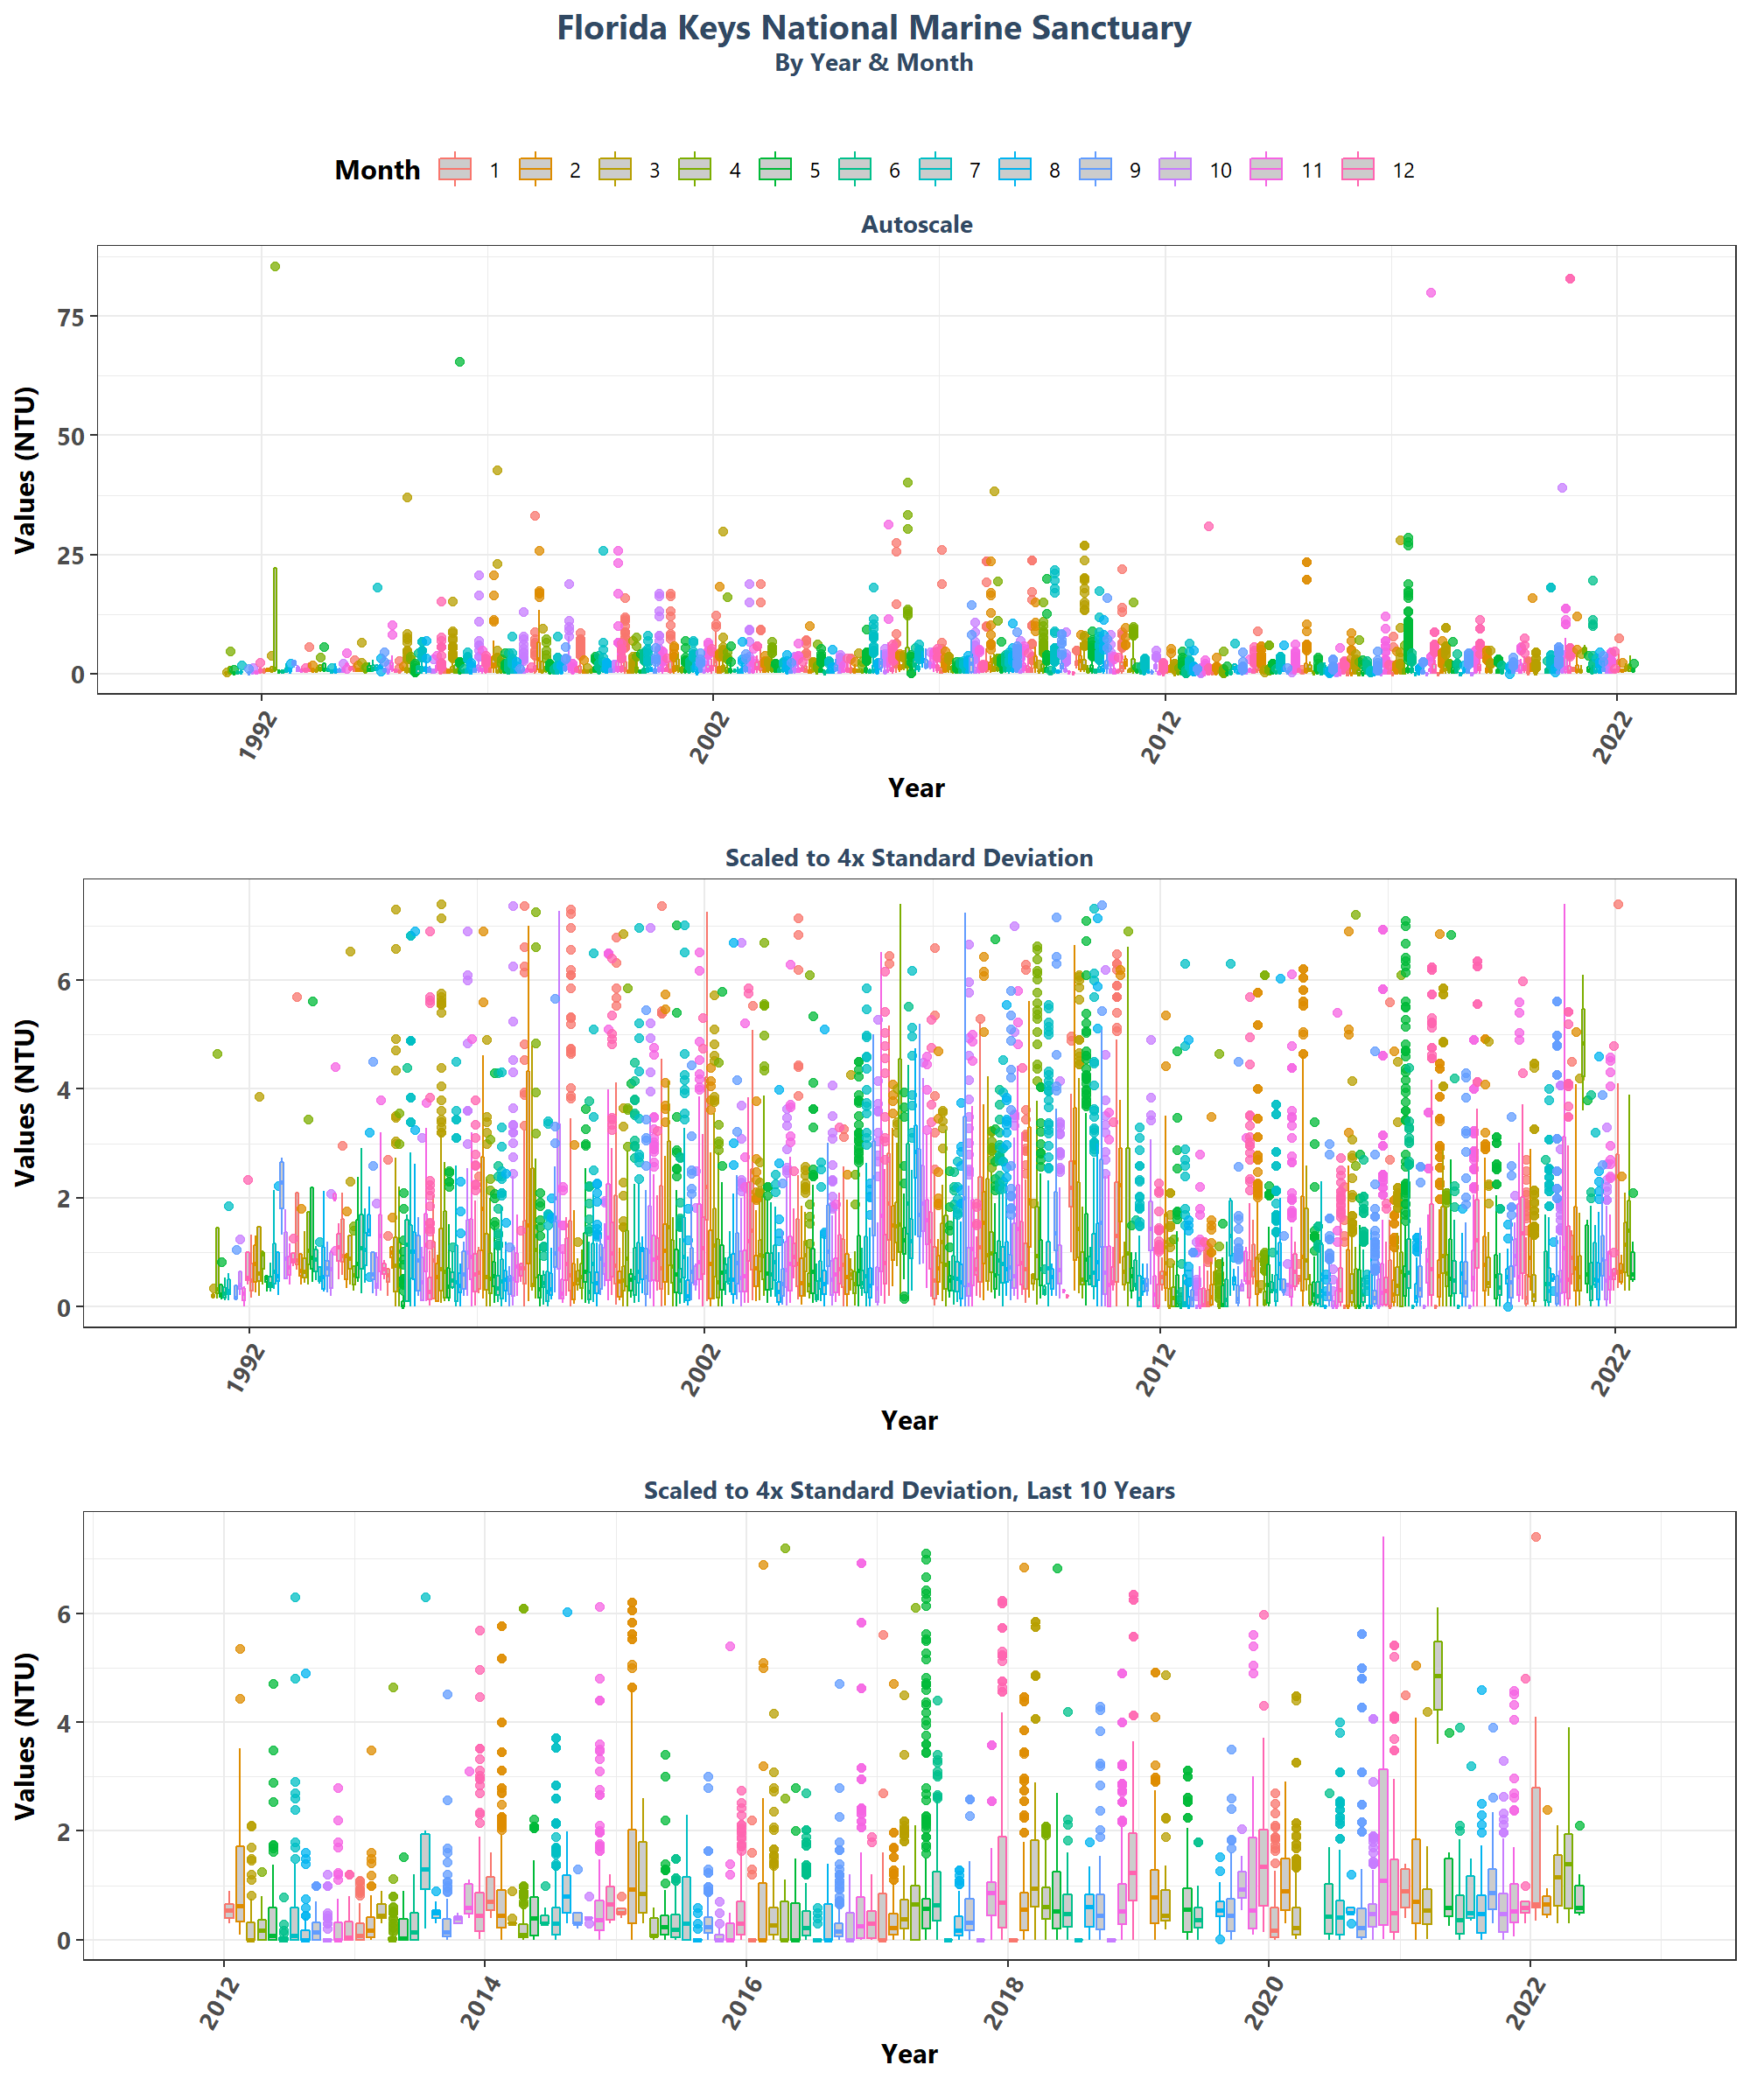 Florida Keys National Marine Sanctuary
By Year & Month
Month 1 2 3 4 5 6 7 8 9 10 11 12
Autoscale
Values (NTU)
75
50
25
0
1992 2002 2012 2022
Year
Scaled to 4x Standard Deviation
Values (NTU)
6
4
2
0
1992 2002 2012 2022
Year
Scaled to 4x Standard Deviation, Last 10 Years
Values (NTU)
6
4
2
0
2012 2014 2016 2018 2020 2022
Year